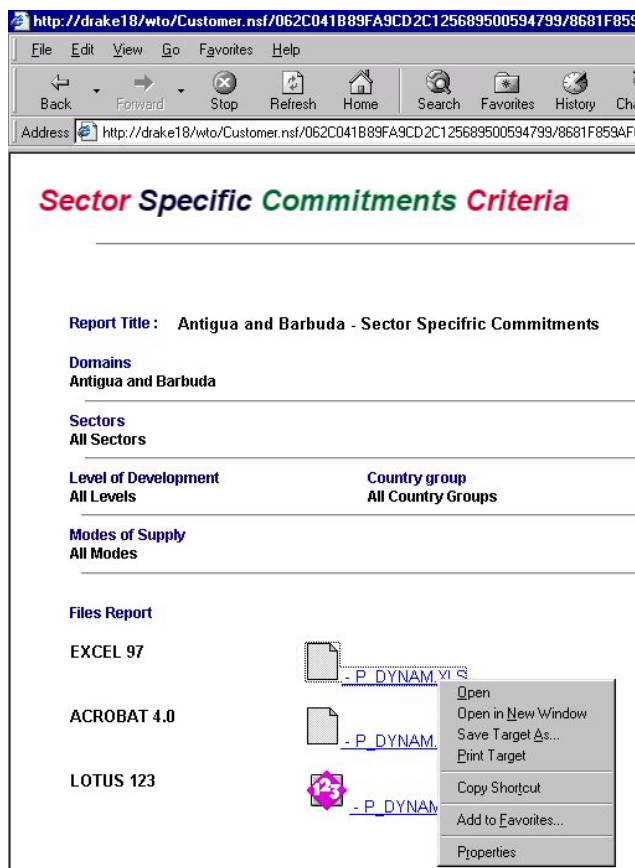 http://drake18/wto/Customer.nsf/062C041B89FA9CD2C125689500594799/8681F859
File Edit View Go Favorites Help
Back Forward Stop Refresh Home Search Favorites History Cha
Address http://drake18/wto/Customer.nsf/062C041B89FA9CD2C125689500594799/8681F859AF
Sector Specific Commitments Criteria
Report Title : Antigua and Barbuda - Sector Specifric Commitments
Domains
Antigua and Barbuda
Sectors
All Sectors
Level of Development Country group
All Levels All Country Groups
Modes of Supply
All Modes
Files Report
EXCEL 97 - P_DYNAM.XLS
ACROBAT 4.0 - P_DYNAM.
LOTUS 123 123 - P_DYNAM
Open
Open in New Window
Save Target As...
Print Target
Copy Shortcut
Add to Favorites...
Properties